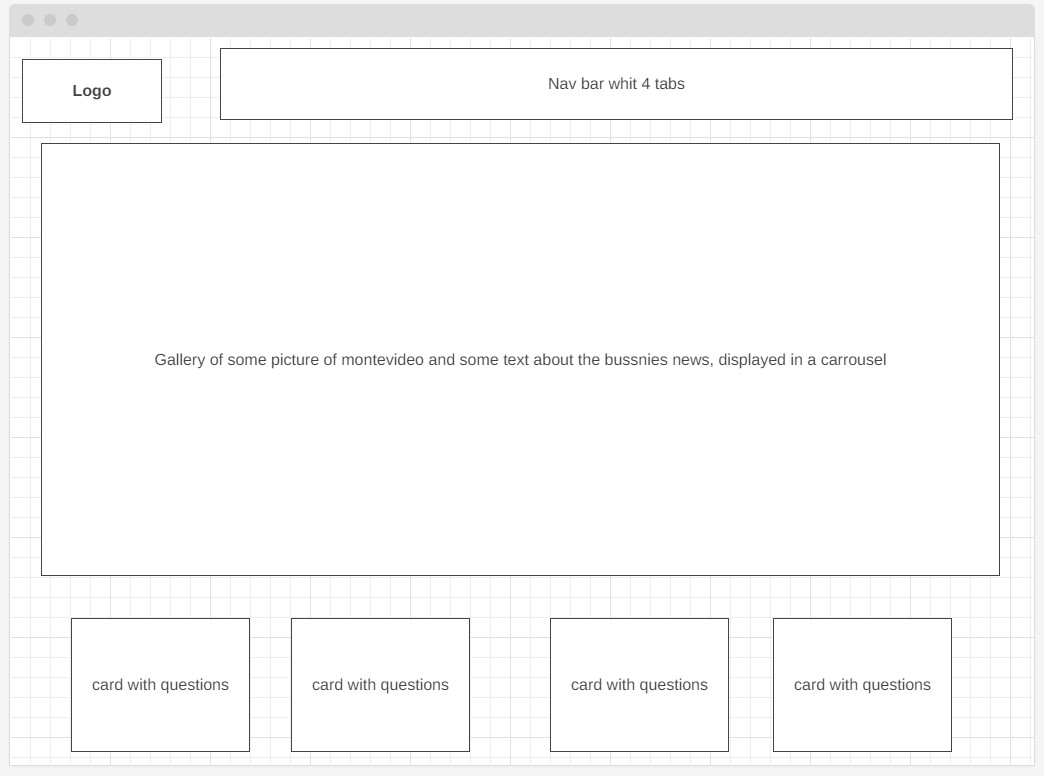 Logo
Nav bar whit 4 tabs
Gallery of some picture of montevideo and some text about the bussnies news, displayed in a carrousel
card with questions
card with questions
card with questions
card with questions